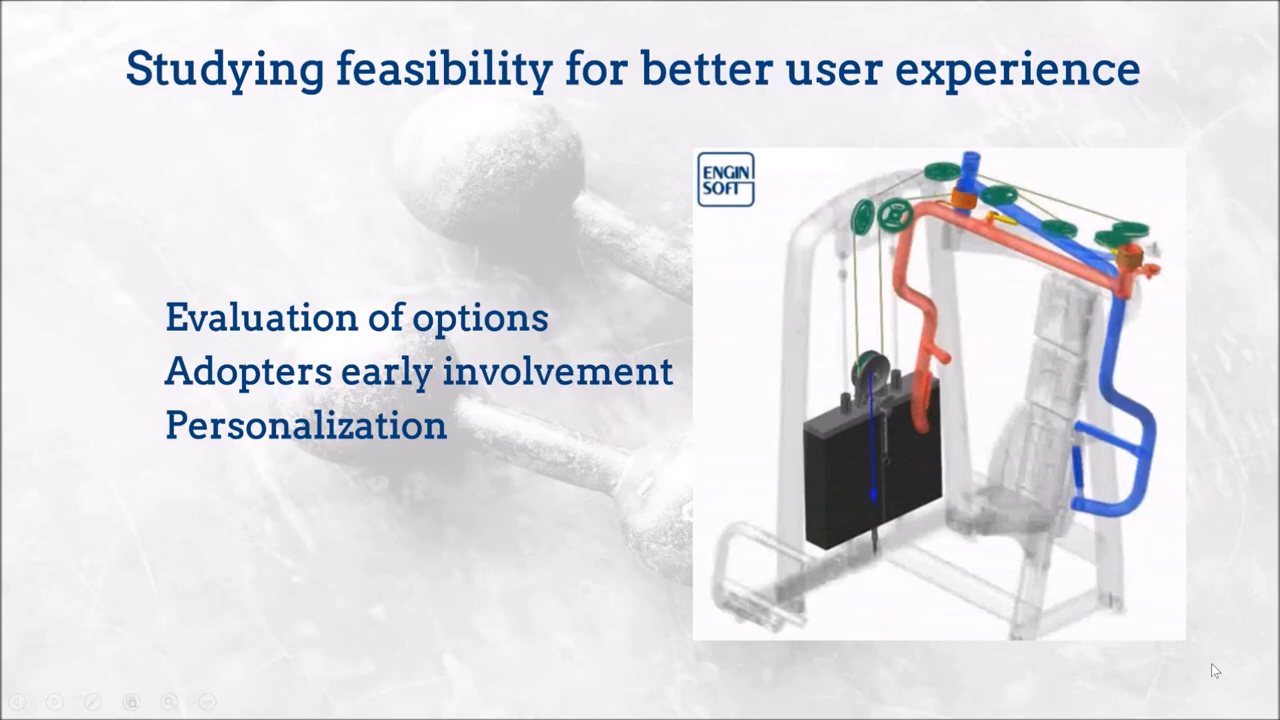 Studying feasibility for better user experience
Evaluation of options
Adopters early involvement
Personalization
ENGIN
SOFT